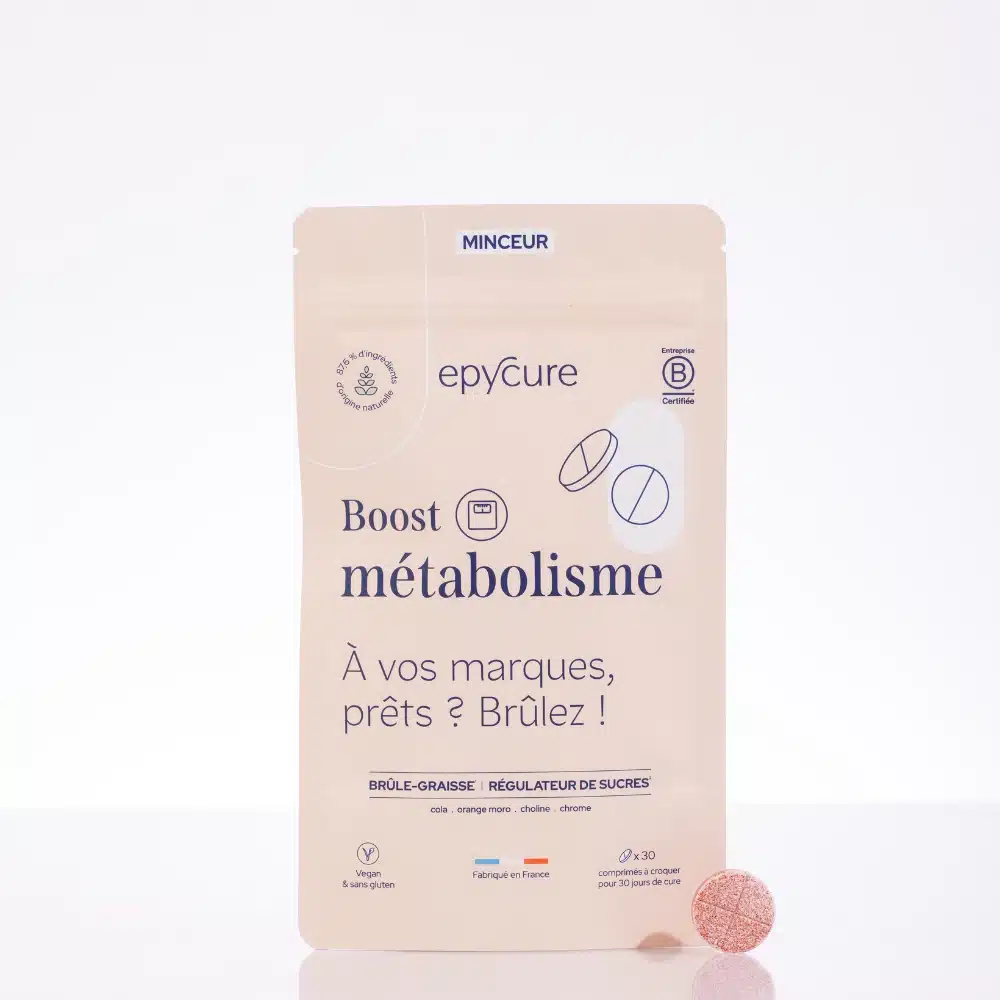 MINCEUR
87,6 % d'ingrédients
d'origine naturelle
epycure
Entreprise
B
Certifiée
Boost
métabolisme
À vos marques,
prêts ? Brûlez !
BRÛLE-GRAISSE* | RÉGULATEUR DE SUCRES*
cola . orange moro . choline . chrome
Vegan
& sans gluten
Fabriqué en France
x 30
comprimés à croquer
pour 30 jours de cure